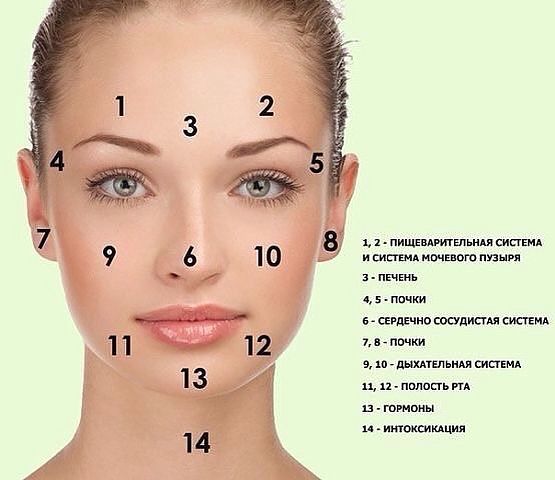 1
2
3
4
5
7
8
9
6
10
11
12
13
14
1, 2 - ПИЩЕВАРИТЕЛЬНАЯ СИСТЕМА
И СИСТЕМА МОЧЕВОГО ПУЗЫРЯ
3 - ПЕЧЕНЬ
4, 5 - ПОЧКИ
6 - СЕРДЕЧНО СОСУДИСТАЯ СИСТЕМА
7, 8 - ПОЧКИ
9, 10 - ДЫХАТЕЛЬНАЯ СИСТЕМА
11, 12 - ПОЛОСТЬ РТА
13 - ГОРМОНЫ
14 - ИНТОКСИКАЦИЯ